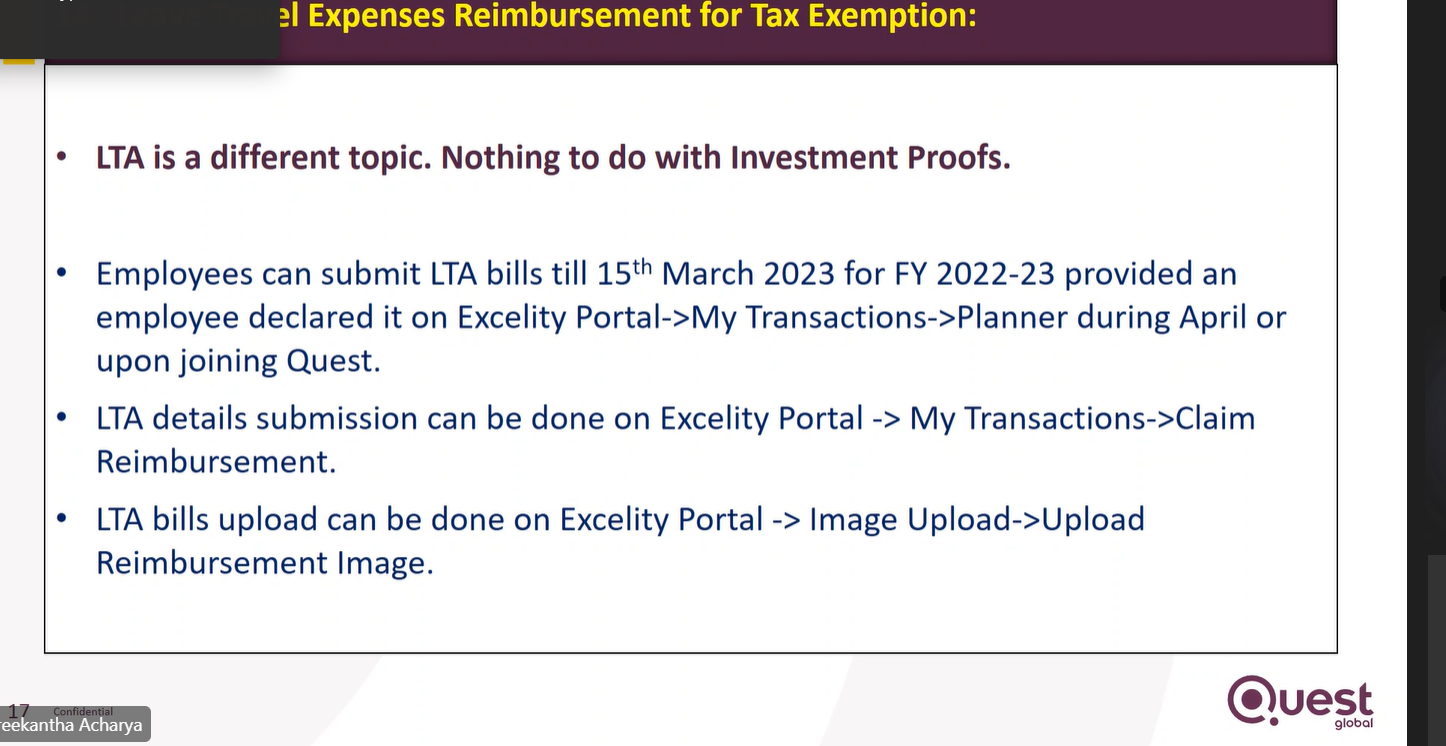 Expenses Reimbursement for Tax Exemption:
• LTA is a different topic. Nothing to do with Investment Proofs.
• Employees can submit LTA bills till 15th March 2023 for FY 2022-23 provided an
employee declared it on Excelity Portal->My Transactions->Planner during April or
upon joining Quest.
• LTA details submission can be done on Excelity Portal -> My Transactions->Claim
Reimbursement.
• LTA bills upload can be done on Excelity Portal -> Image Upload->Upload
Reimbursement Image.
17 Confidential
reekantha Acharya
Quest
global